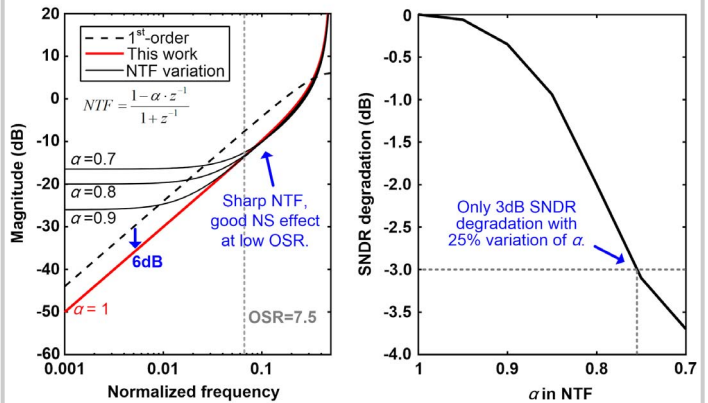 20
10
0
-10
-20
-30
-40
-50
-60
Magnitude (dB)
1st-order
This work
NTF variation
NTF = 1−α·z⁻¹ / 1+z⁻¹
α=0.7
α=0.8
α=0.9
6dB
Sharp NTF,
good NS effect
at low OSR.
α = 1
OSR=7.5
0.001
0.01
0.1
Normalized frequency
0
-0.5
-1.0
-1.5
-2.0
-2.5
-3.0
-3.5
-4.0
SNDR degradation (dB)
Only 3dB SNDR
degradation with
25% variation of α.
1
0.9
0.8
0.7
α in NTF